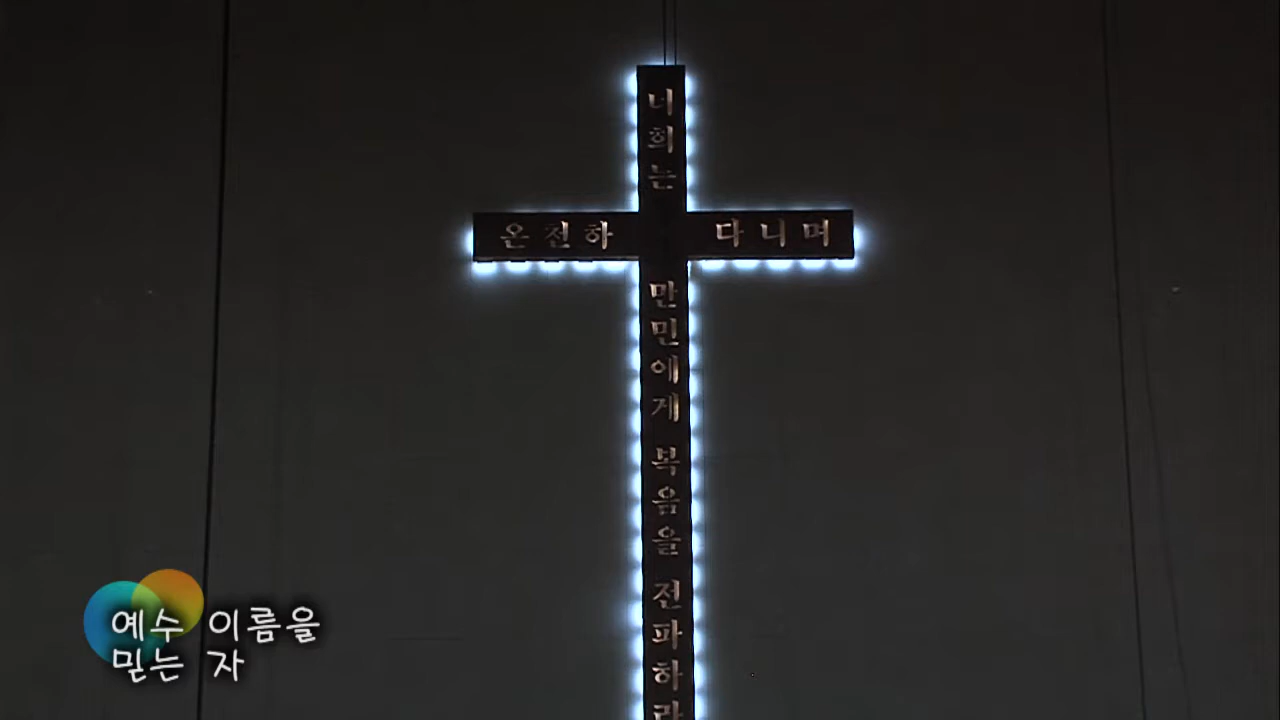 너희는
온천하 다니며
만민에게 복음을 전파하라
예수 이름을
믿는 자